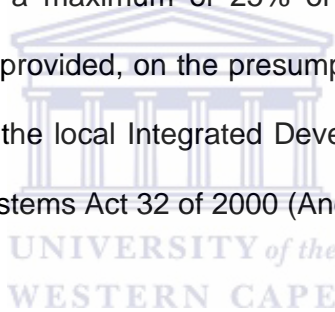 a maximum of 25% of
provided, on the presump
the local Integrated Deve
stems Act 32 of 2000 (An
UNIVERSITY of the
WESTERN CAPE